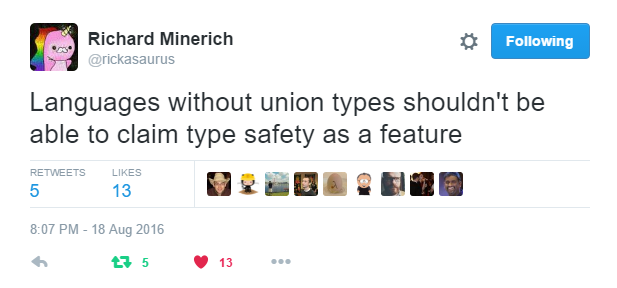 Richard Minerich
@rickasaurus
Following
Languages without union types shouldn't be
able to claim type safety as a feature
RETWEETS LIKES
5 13
8:07 PM - 18 Aug 2016
5 13